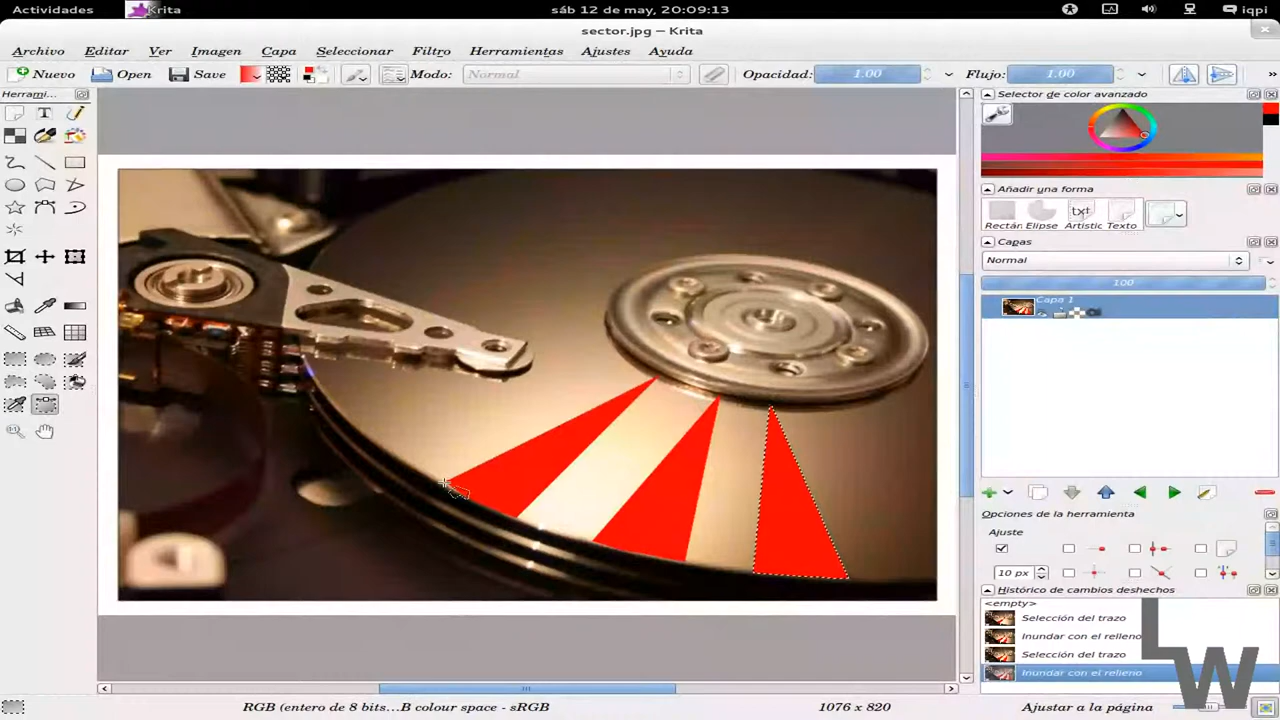 Actividades Krita sáb 12 de may, 20:09:13 iqpi
sector.jpg — Krita
Archivo Editar Ver Imagen Capa Seleccionar Filtro Herramientas Ajustes Ayuda
Nuevo Open Save Modo: Normal Opacidad: 1.00 Flujo: 1.00 »
Herrami...
Selector de color avanzado
Añadir una forma
txt
Rectán Elipse Artistic Texto
Capas
Normal
100
Capa 1
Opciones de la herramienta
Ajuste
10 px
Histórico de cambios deshechos
<empty>
Selección del trazo
Inundar con el relleno
Selección del trazo
Inundar con el relleno
LW
RGB (entero de 8 bits...B colour space - sRGB 1076 x 820 Ajustar a la página